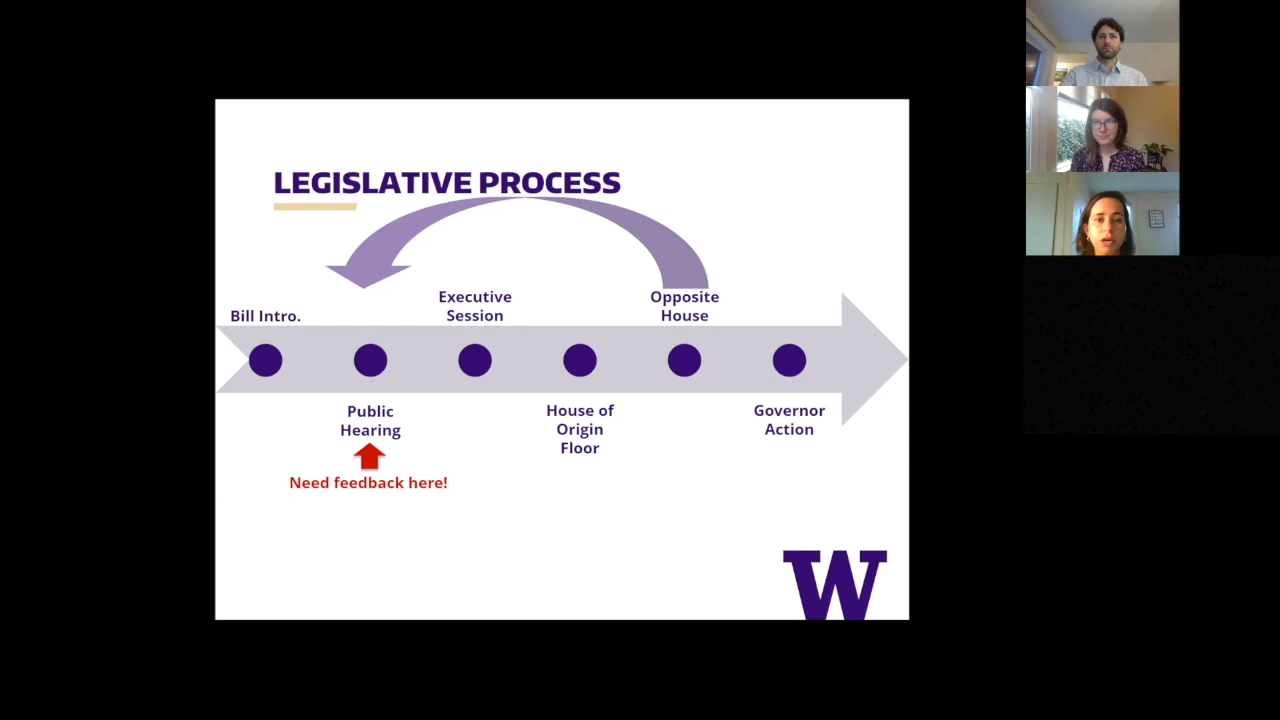 LEGISLATIVE PROCESS
Bill Intro.
Executive
Session
Opposite
House
Public
Hearing
House of
Origin
Floor
Governor
Action
Need feedback here!
W